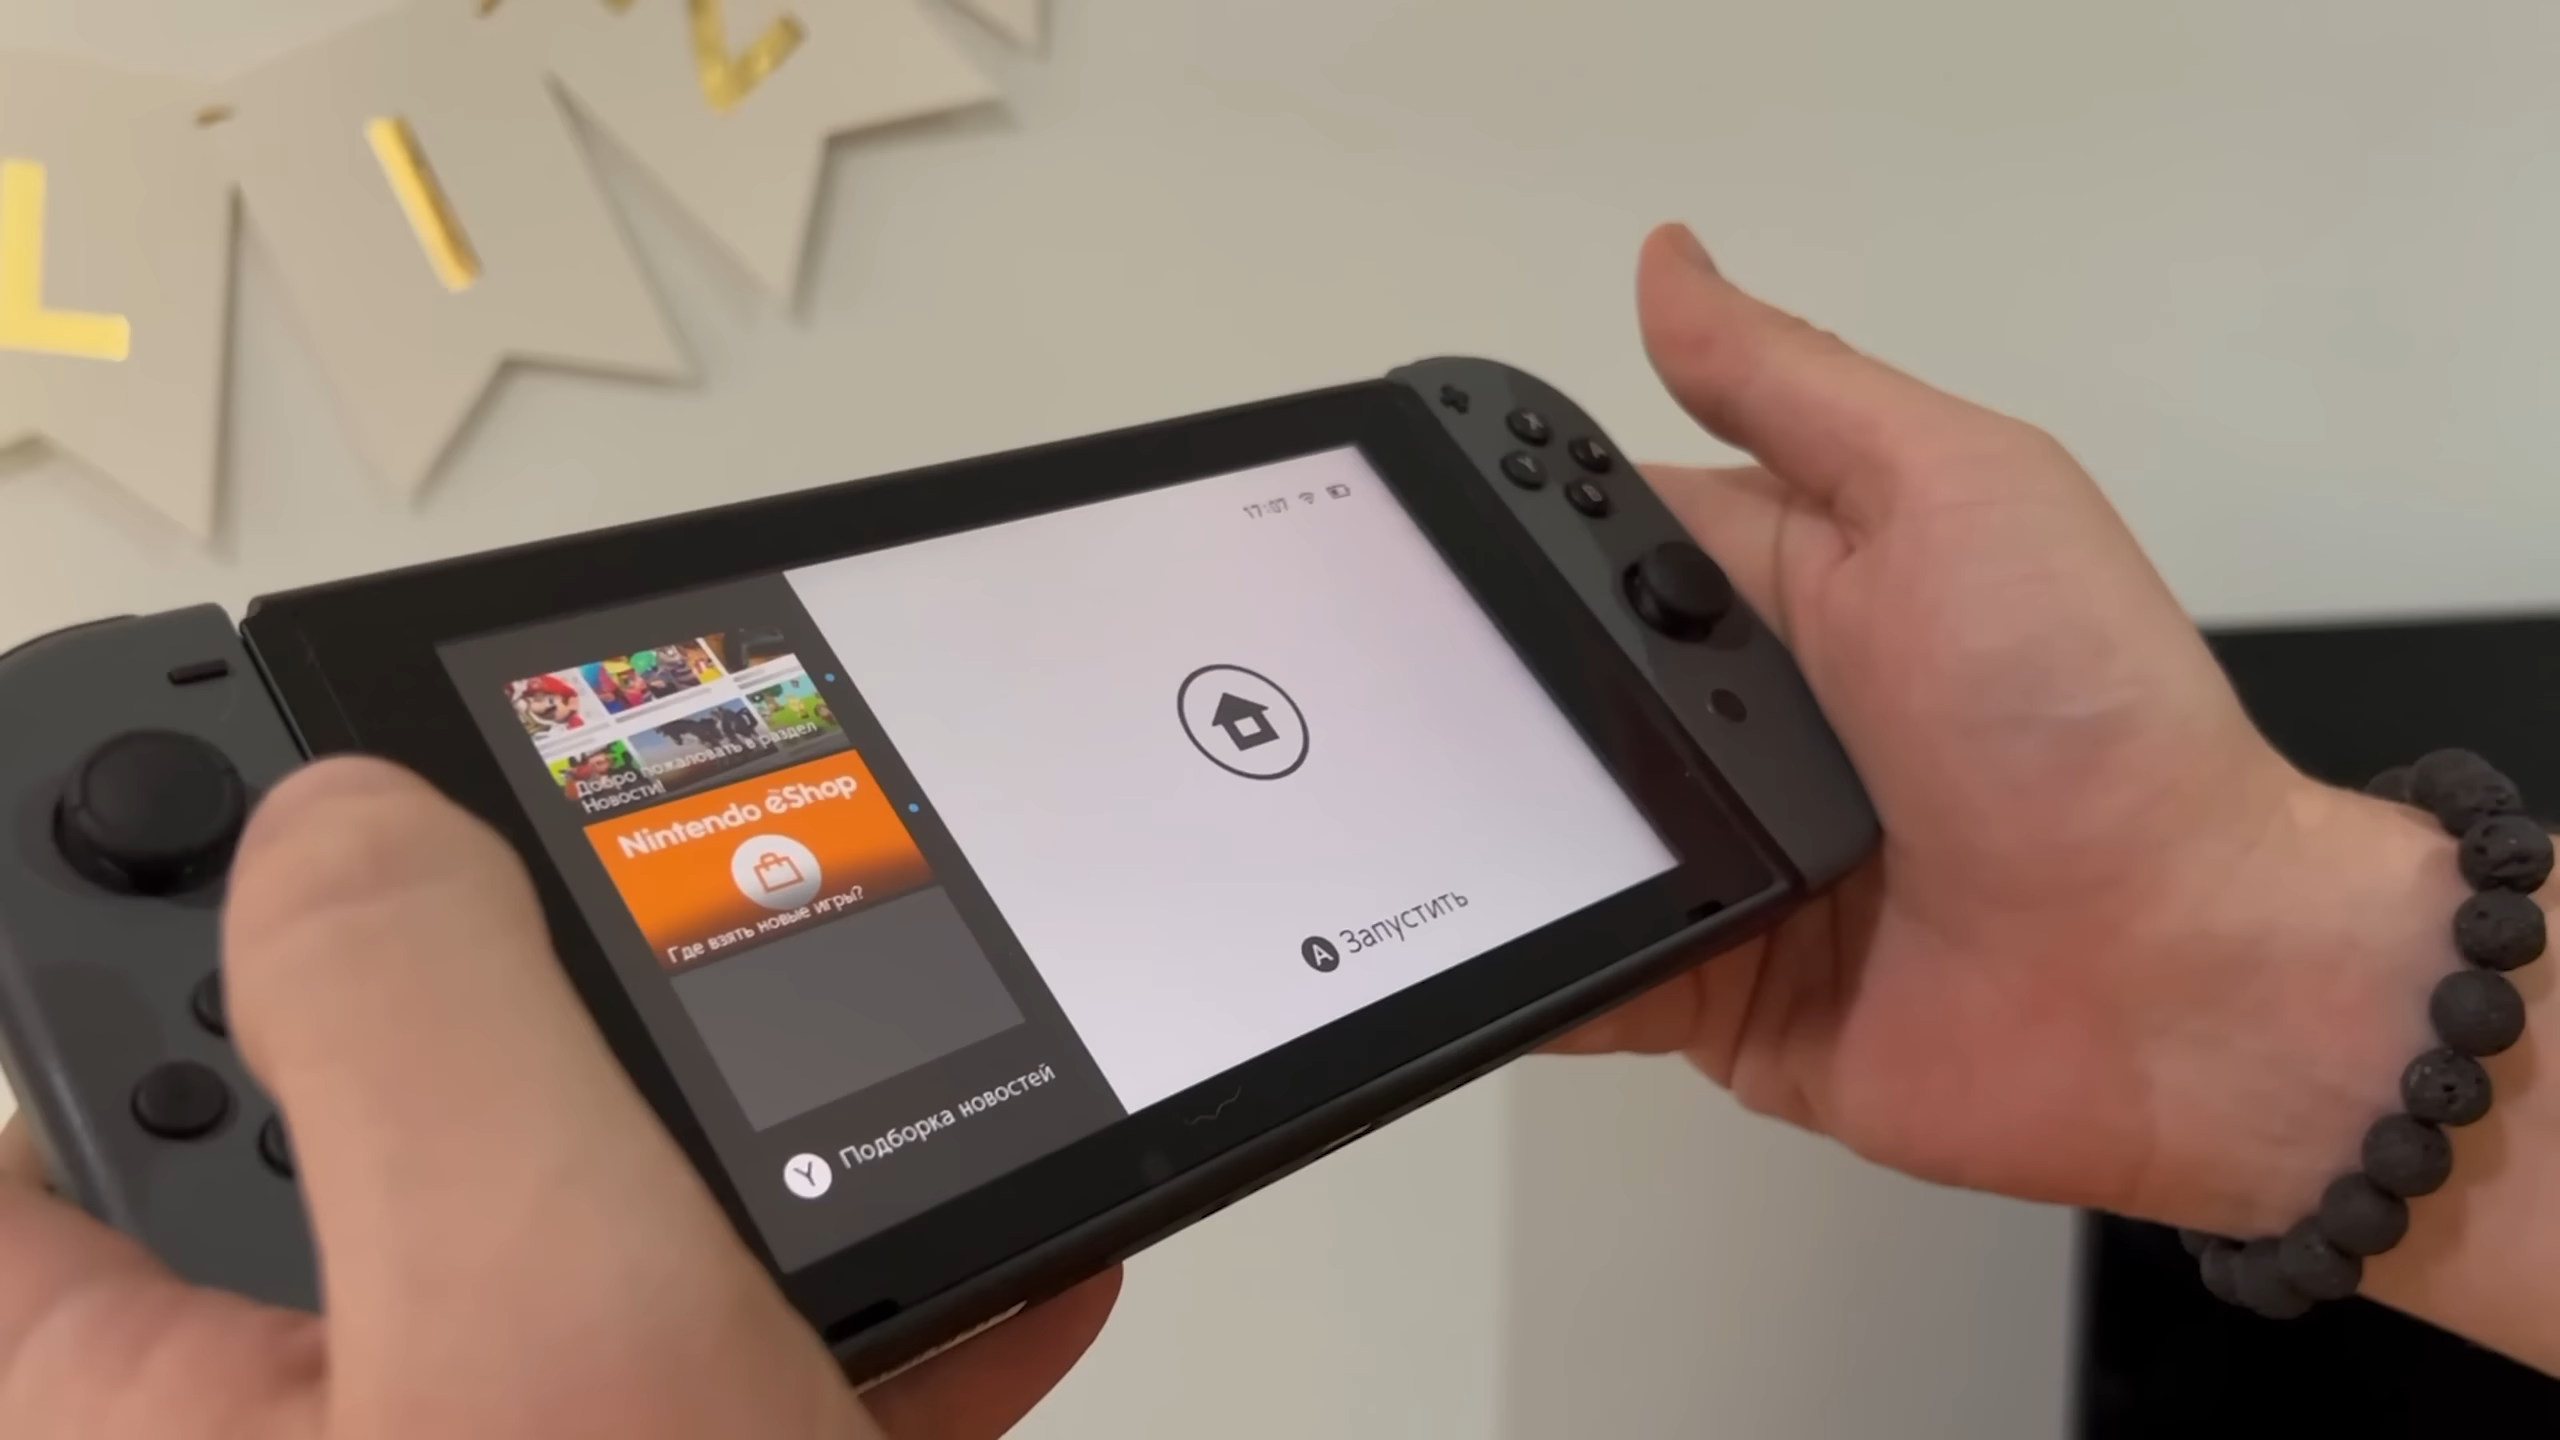 L
I
17:07
X
A
Y
B
Добро пожаловать в раздел
Новости!
Nintendo eShop
Где взять новые игры?
A Запустить
Y Подборка новостей